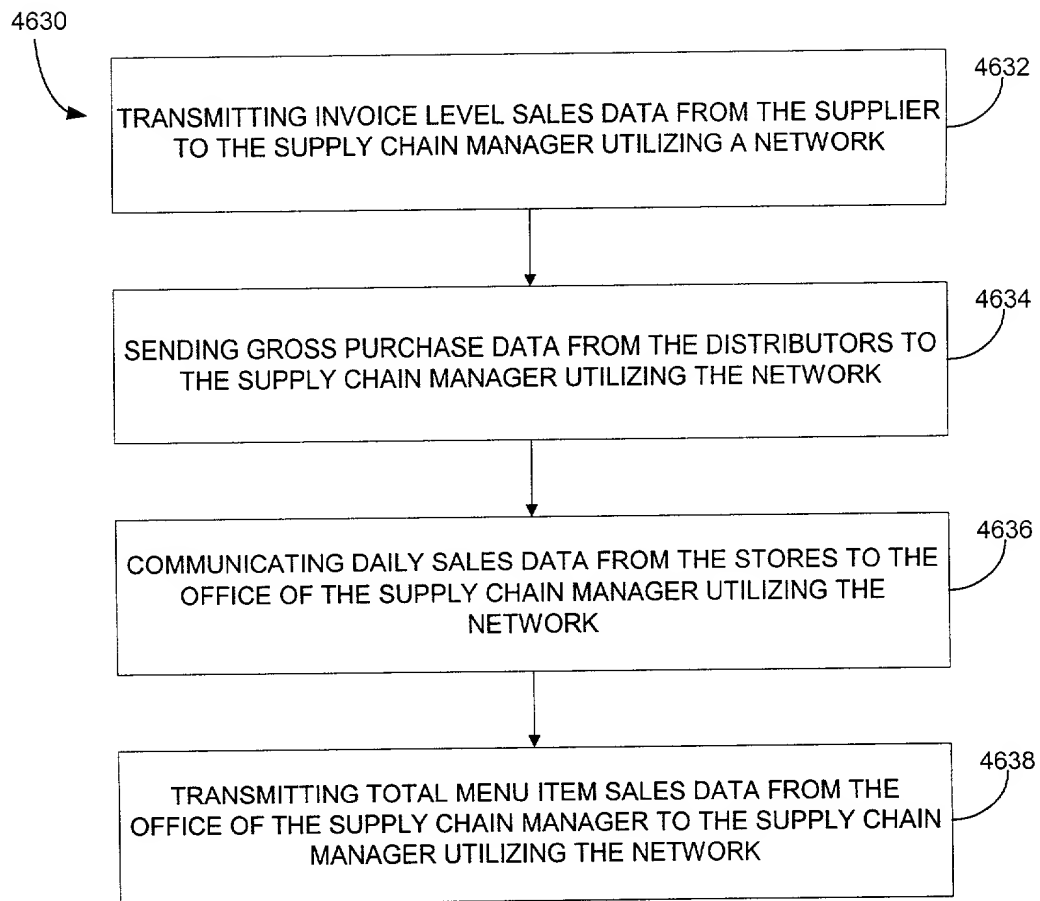 4630
4632
TRANSMITTING INVOICE LEVEL SALES DATA FROM THE SUPPLIER
TO THE SUPPLY CHAIN MANAGER UTILIZING A NETWORK
4634
SENDING GROSS PURCHASE DATA FROM THE DISTRIBUTORS TO
THE SUPPLY CHAIN MANAGER UTILIZING THE NETWORK
4636
COMMUNICATING DAILY SALES DATA FROM THE STORES TO THE
OFFICE OF THE SUPPLY CHAIN MANAGER UTILIZING THE
NETWORK
4638
TRANSMITTING TOTAL MENU ITEM SALES DATA FROM THE
OFFICE OF THE SUPPLY CHAIN MANAGER TO THE SUPPLY CHAIN
MANAGER UTILIZING THE NETWORK